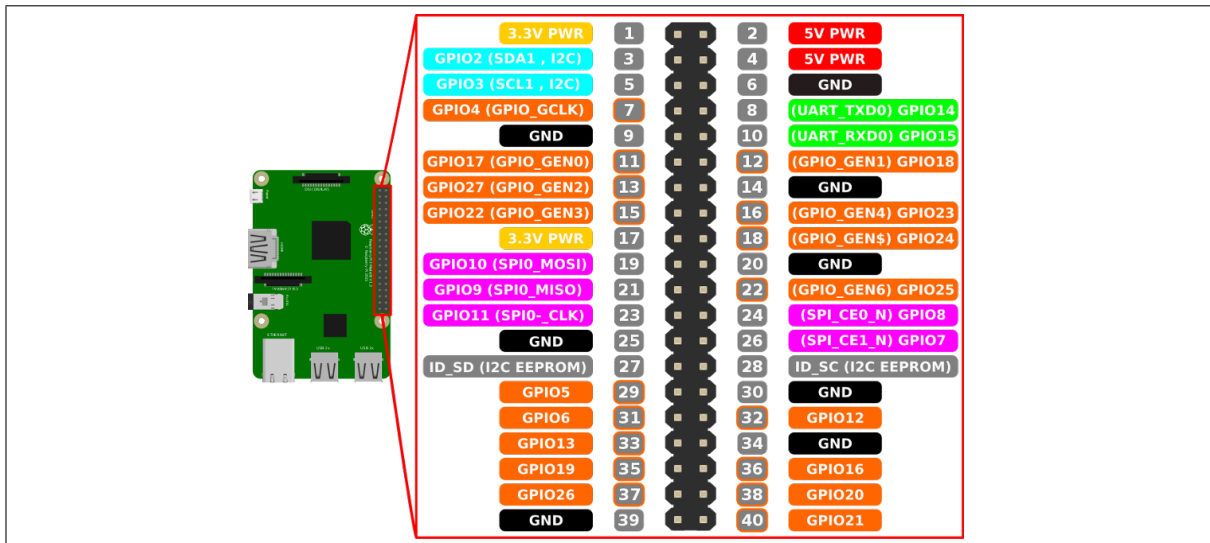 3.3V PWR 1 2 5V PWR
GPIO2 (SDA1 , I2C) 3 4 5V PWR
GPIO3 (SCL1 , I2C) 5 6 GND
GPIO4 (GPIO_GCLK) 7 8 (UART_TXD0) GPIO14
GND 9 10 (UART_RXD0) GPIO15
GPIO17 (GPIO_GEN0) 11 12 (GPIO_GEN1) GPIO18
GPIO27 (GPIO_GEN2) 13 14 GND
GPIO22 (GPIO_GEN3) 15 16 (GPIO_GEN4) GPIO23
3.3V PWR 17 18 (GPIO_GEN$) GPIO24
GPIO10 (SPI0_MOSI) 19 20 GND
GPIO9 (SPI0_MISO) 21 22 (GPIO_GEN6) GPIO25
GPIO11 (SPI0-_CLK) 23 24 (SPI_CE0_N) GPIO8
GND 25 26 (SPI_CE1_N) GPIO7
ID_SD (I2C EEPROM) 27 28 ID_SC (I2C EEPROM)
GPIO5 29 30 GND
GPIO6 31 32 GPIO12
GPIO13 33 34 GND
GPIO19 35 36 GPIO16
GPIO26 37 38 GPIO20
GND 39 40 GPIO21